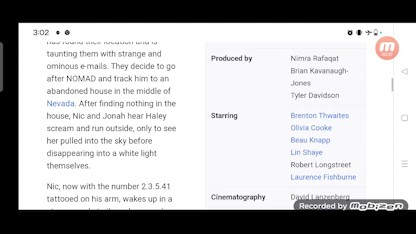 3:02
has found their location and is
taunting them with strange and
ominous e-mails. They decide to go
after NOMAD and track him to an
abandoned house in the middle of
Nevada. After finding nothing in the
house, Nic and Jonah hear Haley
scream and run outside, only to see
her pulled into the sky before
disappearing into a white light
themselves.
Nic, now with the number 2.3.5.41
tattooed on his arm, wakes up in a
Produced by
Nimra Rafaqat
Brian Kavanaugh-
Jones
Tyler Davidson
Starring
Brenton Thwaites
Olivia Cooke
Beau Knapp
Lin Shaye
Robert Longstreet
Laurence Fishburne
Cinematography
David Lanzenberg
Recorded by Mobizen